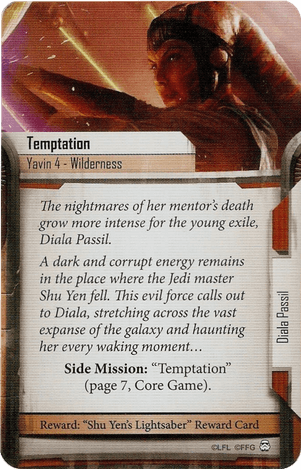 Temptation
Yavin 4 - Wilderness
The nightmares of her mentor's death
grow more intense for the young exile,
Diala Passil.
A dark and corrupt energy remains
in the place where the Jedi master
Shu Yen fell. This evil force calls out
to Diala, stretching across the vast
expanse of the galaxy and haunting
her every waking moment…
Side Mission: “Temptation”
(page 7, Core Game).
Diala Passil
Reward: “Shu Yen's Lightsaber” Reward Card
©LFL ©FFG